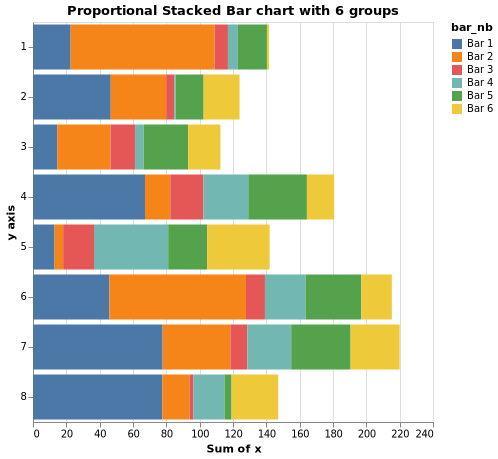 Proportional Stacked Bar chart with 6 groups
bar_nb
Bar 1
Bar 2
Bar 3
Bar 4
Bar 5
Bar 6
y axis
1
2
3
4
5
6
7
8
0 20 40 60 80 100 120 140 160 180 200 220 240
Sum of x